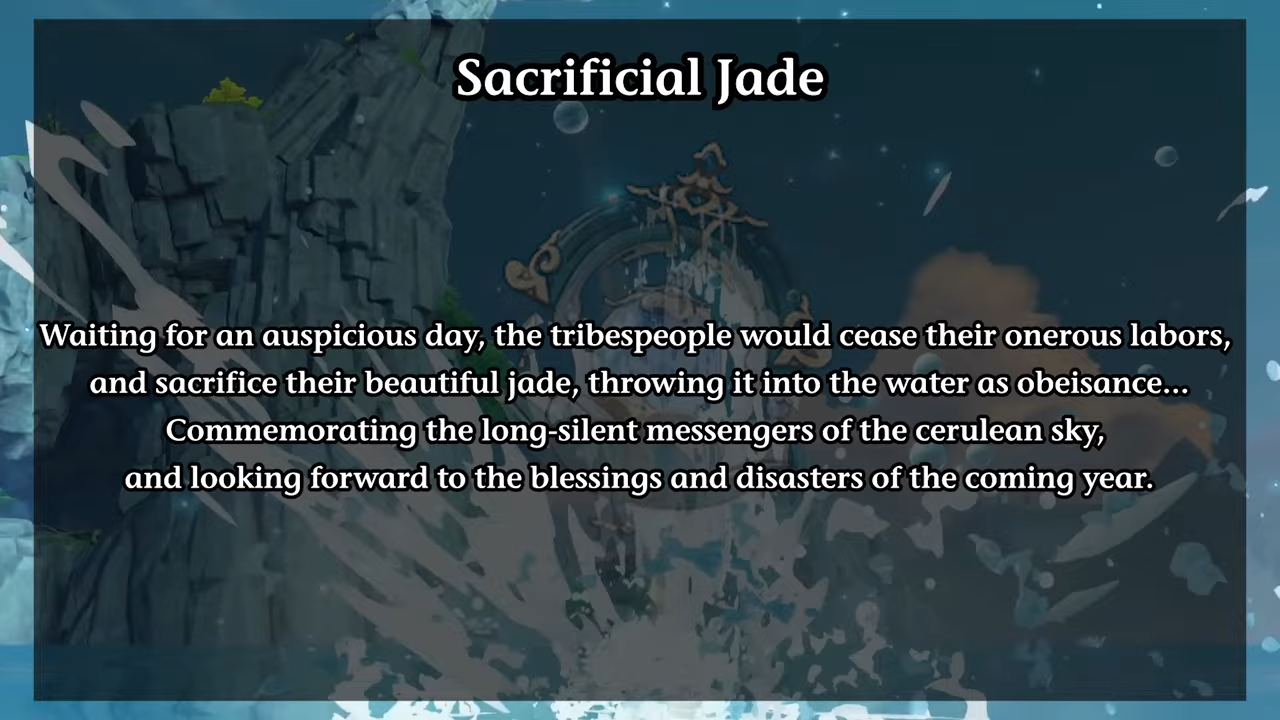 Sacrificial Jade
Waiting for an auspicious day, the tribespeople would cease their onerous labors,
and sacrifice their beautiful jade, throwing it into the water as obeisance...
Commemorating the long-silent messengers of the cerulean sky,
and looking forward to the blessings and disasters of the coming year.